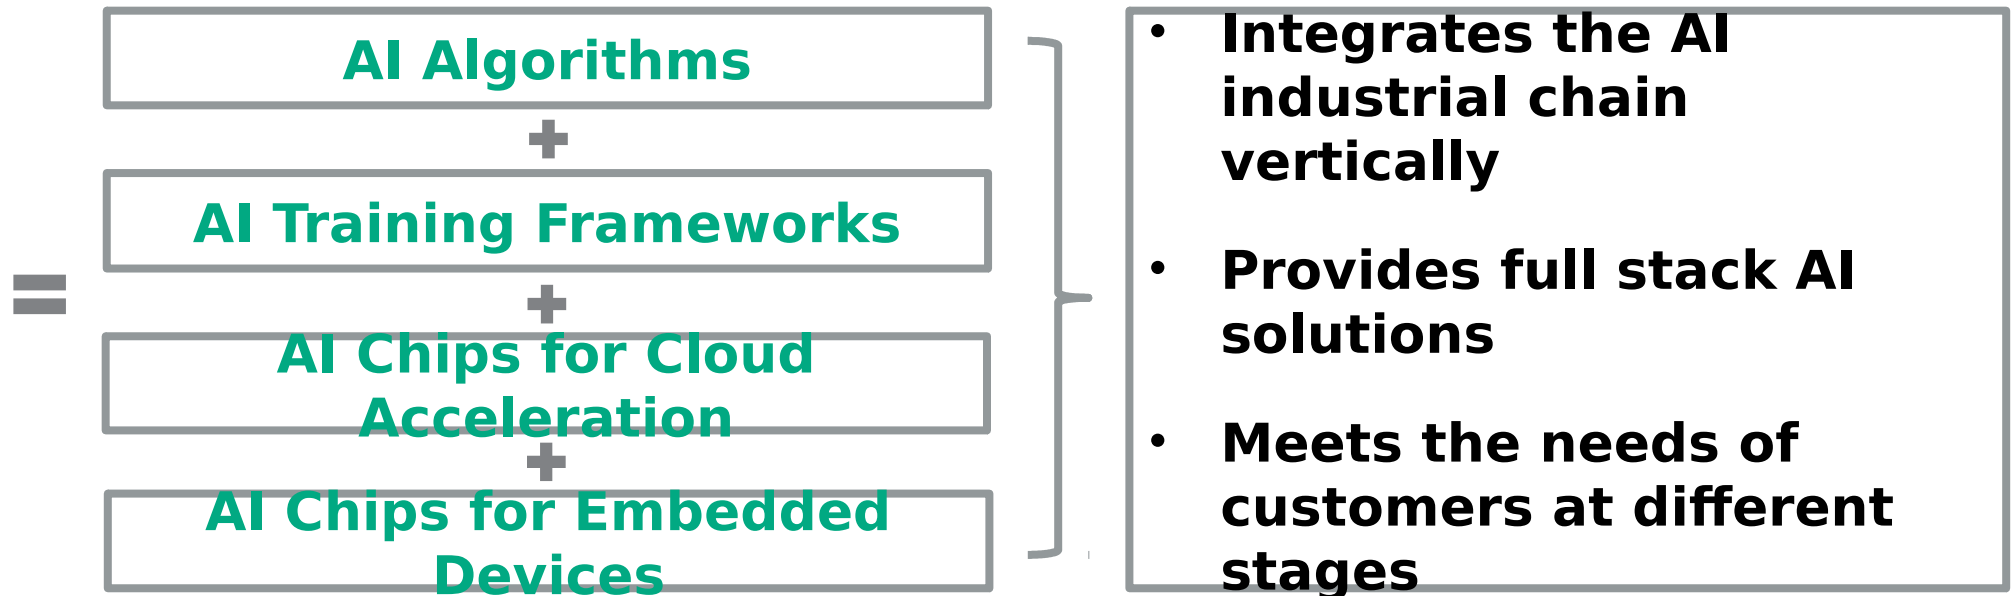 AI Algorithms
AI Training Frameworks
AI Chips for Cloud
Acceleration
AI Chips for Embedded
Devices
• Integrates the AI
industrial chain
vertically
• Provides full stack AI
solutions
• Meets the needs of
customers at different
stages